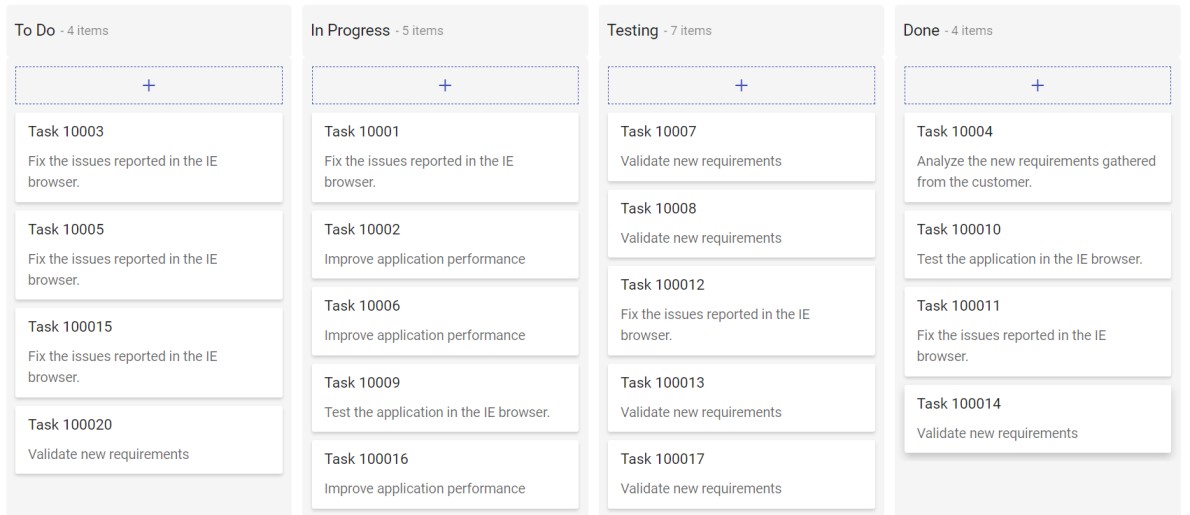 To Do - 4 items
+
Task 10003
Fix the issues reported in the IE
browser.
Task 10005
Fix the issues reported in the IE
browser.
Task 100015
Fix the issues reported in the IE
browser.
Task 100020
Validate new requirements
In Progress - 5 items
+
Task 10001
Fix the issues reported in the IE
browser.
Task 10002
Improve application performance
Task 10006
Improve application performance
Task 10009
Test the application in the IE browser.
Task 100016
Improve application performance
Testing - 7 items
+
Task 10007
Validate new requirements
Task 10008
Validate new requirements
Task 100012
Fix the issues reported in the IE
browser.
Task 100013
Validate new requirements
Task 100017
Validate new requirements
Done - 4 items
+
Task 10004
Analyze the new requirements gathered
from the customer.
Task 100010
Test the application in the IE browser.
Task 100011
Fix the issues reported in the IE
browser.
Task 100014
Validate new requirements